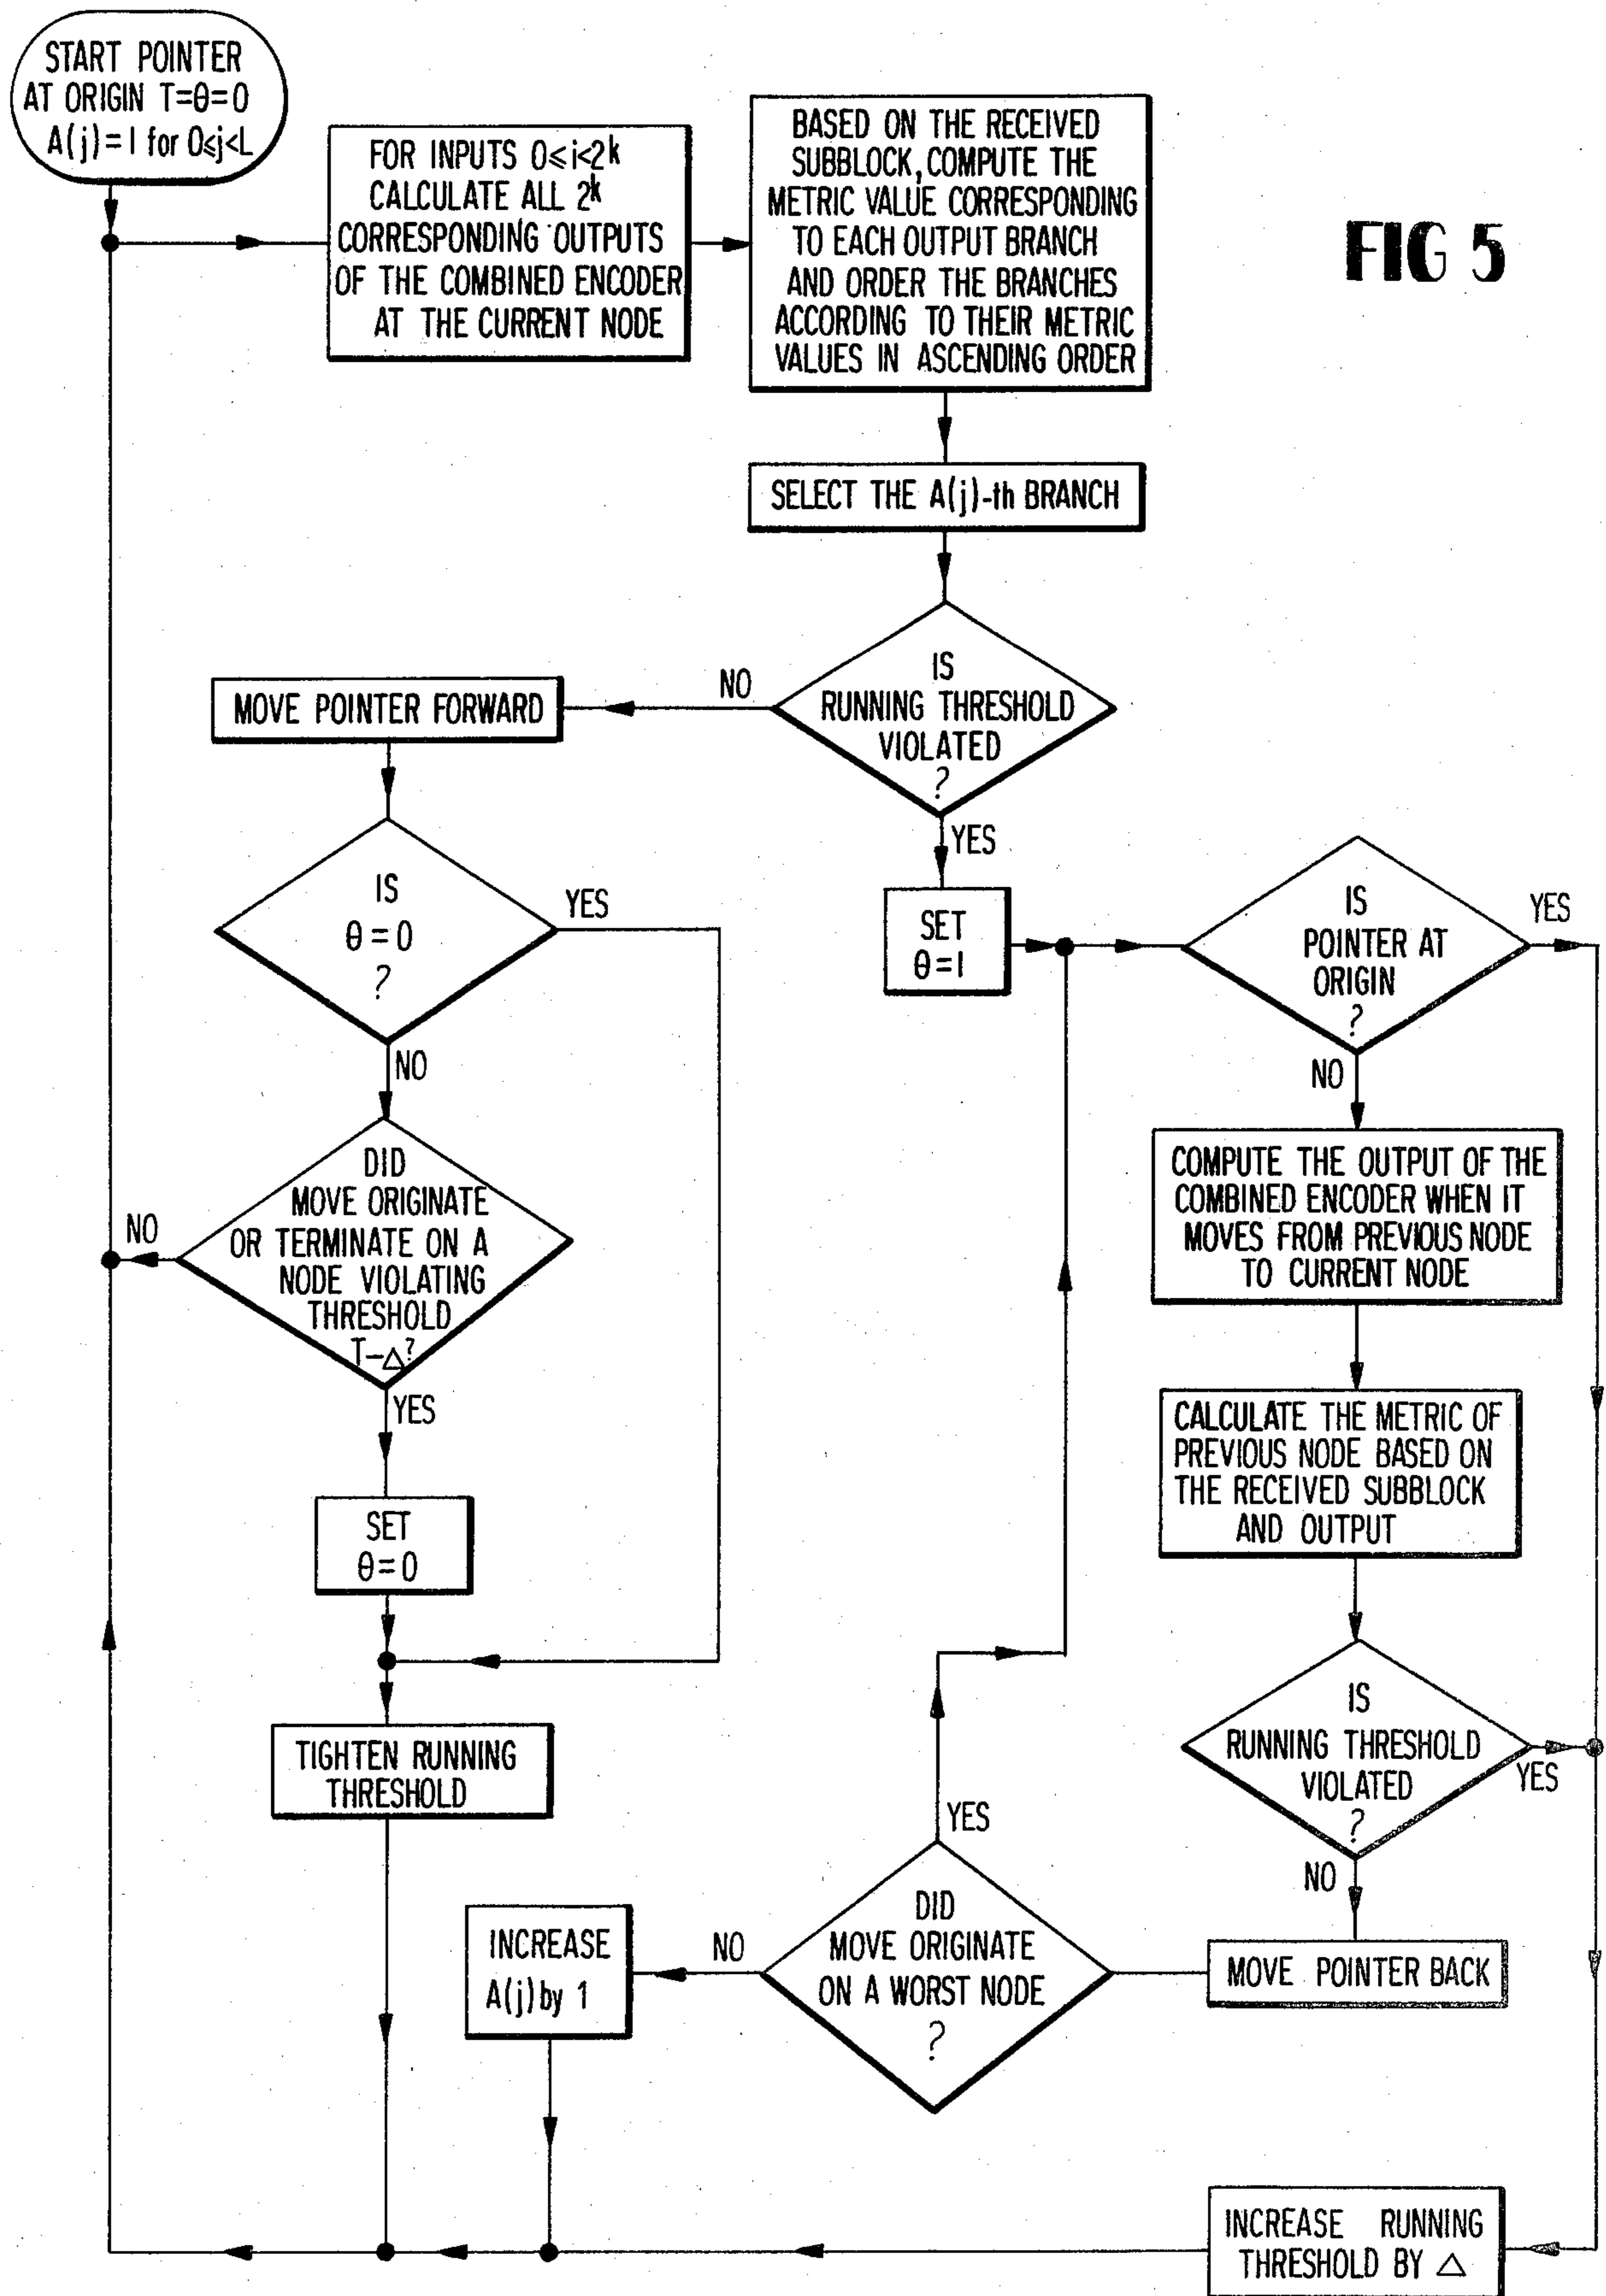 START POINTER
AT ORIGIN T=θ=0
A(j)=1 for 0≤j<L
FOR INPUTS 0≤i<2ᵏ
CALCULATE ALL 2ᵏ
CORRESPONDING OUTPUTS
OF THE COMBINED ENCODER
AT THE CURRENT NODE
BASED ON THE RECEIVED
SUBBLOCK, COMPUTE THE
METRIC VALUE CORRESPONDING
TO EACH OUTPUT BRANCH
AND ORDER THE BRANCHES
ACCORDING TO THEIR METRIC
VALUES IN ASCENDING ORDER
FIG 5
SELECT THE A(j)-th BRANCH
IS
RUNNING THRESHOLD
VIOLATED
?
NO
YES
MOVE POINTER FORWARD
IS
θ=0
?
YES
NO
SET
θ=1
IS
POINTER AT
ORIGIN
?
YES
NO
DID
MOVE ORIGINATE
OR TERMINATE ON A
NODE VIOLATING
THRESHOLD
T-△?
NO
YES
COMPUTE THE OUTPUT OF THE
COMBINED ENCODER WHEN IT
MOVES FROM PREVIOUS NODE
TO CURRENT NODE
CALCULATE THE METRIC OF
PREVIOUS NODE BASED ON
THE RECEIVED SUBBLOCK
AND OUTPUT
SET
θ=0
TIGHTEN RUNNING
THRESHOLD
IS
RUNNING THRESHOLD
VIOLATED
?
YES
NO
MOVE POINTER BACK
DID
MOVE ORIGINATE
ON A WORST NODE
?
YES
NO
INCREASE
A(j) by 1
INCREASE RUNNING
THRESHOLD BY △